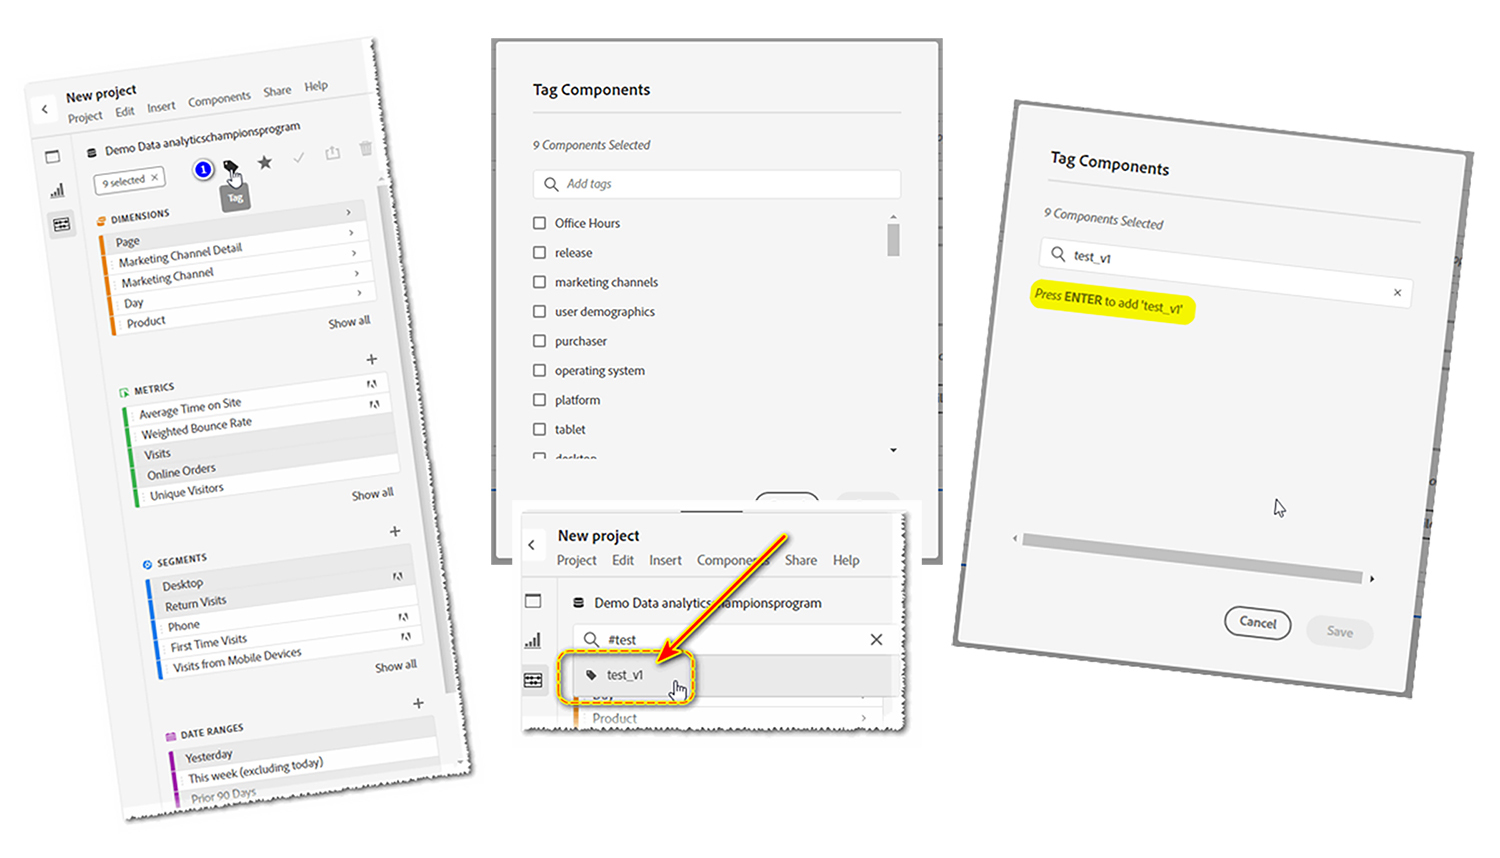 New project
Project Edit Insert Components Share Help
Demo Data analyticschampionsprogram
9 selected ×
1
Tag
DIMENSIONS
Page
Marketing Channel Detail
Marketing Channel
Day
Product
Show all
METRICS
Average Time on Site
Weighted Bounce Rate
Visits
Online Orders
Unique Visitors
Show all
SEGMENTS
Desktop
Return Visits
Phone
First Time Visits
Visits from Mobile Devices
Show all
DATE RANGES
Yesterday
This week (excluding today)
Prior 90 Days
Tag Components
9 Components Selected
Add tags
Office Hours
release
marketing channels
user demographics
purchaser
operating system
platform
tablet
desktop
New project
Project Edit Insert Components Share Help
Demo Data analyticschampionsprogram
#test
test_v1
Day
Product
Tag Components
9 Components Selected
test_v1
Press ENTER to add 'test_v1'
Cancel
Save